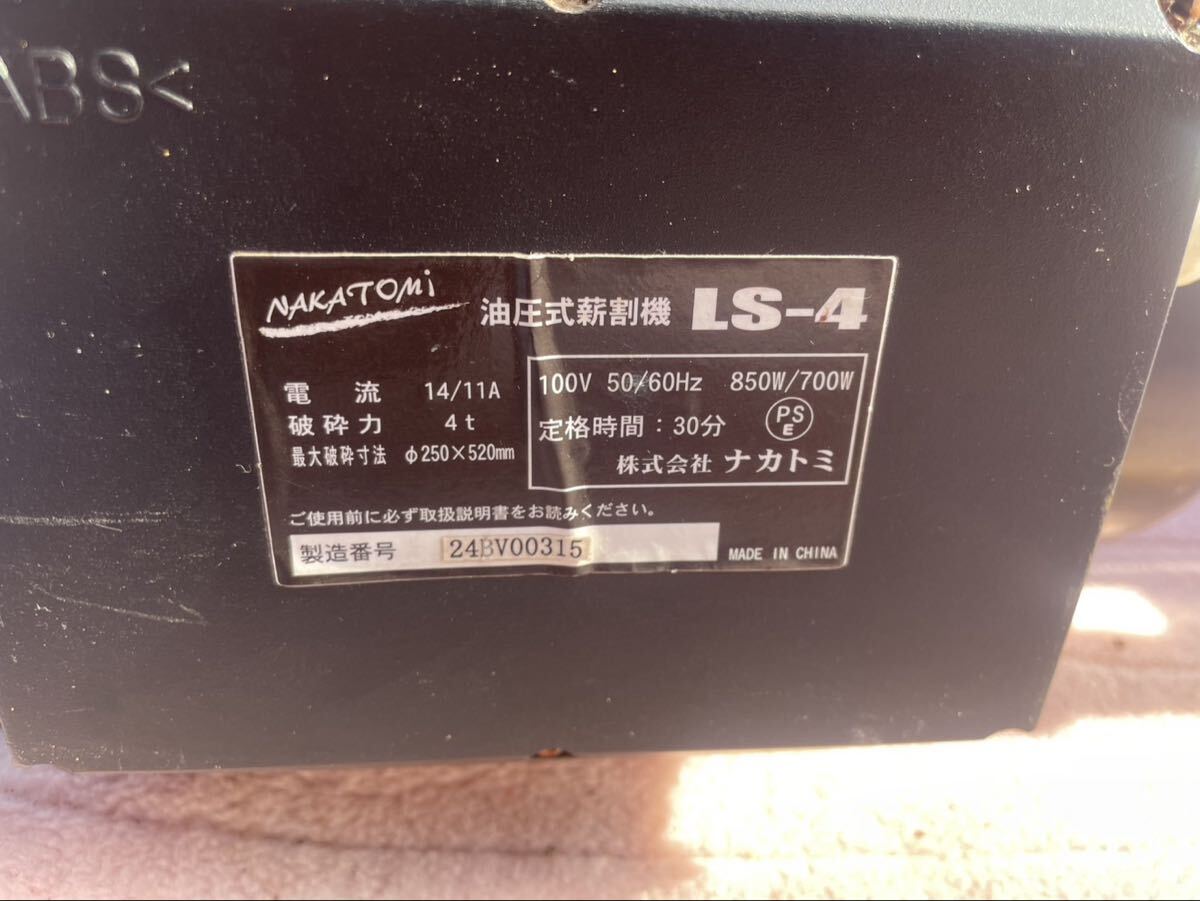 ABS<
NAKATOMi 油圧式薪割機 LS-4
電流 14/11A
破砕力 4t
最大破砕寸法 φ250×520mm
100V 50/60Hz 850W/700W
定格時間：30分 PS E
株式会社 ナカトミ
ご使用前に必ず取扱説明書をお読みください。
製造番号 24BV00315
MADE IN CHINA